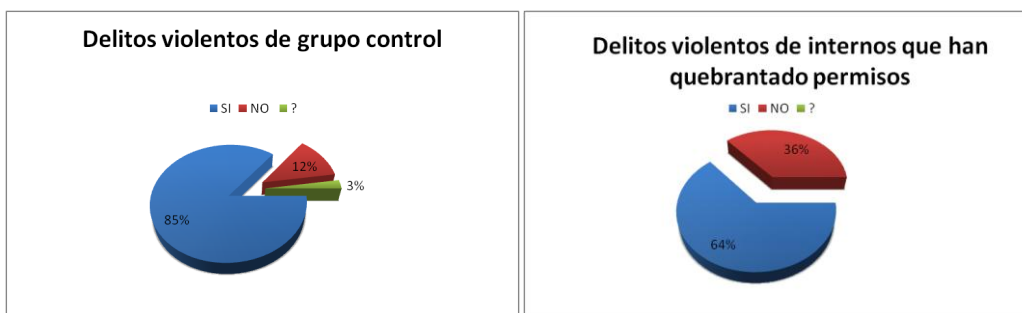 Delitos violentos de grupo control
SI NO ?
12%
3%
85%
Delitos violentos de internos que han
quebrantado permisos
SI NO ?
36%
64%